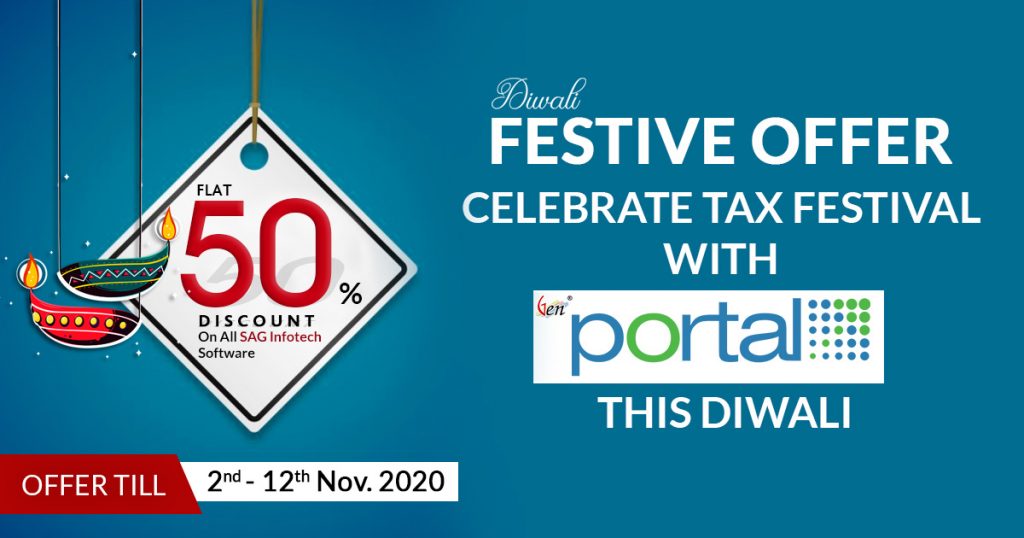 FLAT
50%
DISCOUNT
On All SAG Infotech
Software
OFFER TILL
2nd - 12th Nov. 2020
Diwali
FESTIVE OFFER
CELEBRATE TAX FESTIVAL
WITH
Gen®
portal
THIS DIWALI